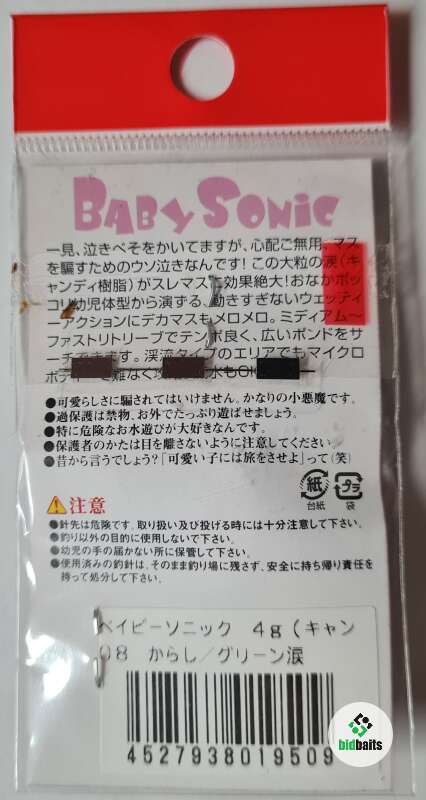 BABY SONIC
一見、泣きべそをかいてますが、心配ご無用。マス
を騙すためのウソ泣きなんです!この大粒の涙(キ
ャンディ樹脂)がスレマスに効果絶大!おなかポッ
コリ幼児体型から演ずる、動きすぎないウェッティ
ーアクションにデカマスもメロメロ。ミディアム〜
ファストリトリーブでテンポ良く、広いポンドをサ
ーチできます。渓流タイプのエリアでもマイクロ
ボディーで難なく
●可愛らしさに騙されてはいけません。かなりの小悪魔です。
●過保護は禁物、お外でたっぷり遊ばせましょう。
●特に危険なお水遊びが大好きなんです。
●保護者のかたは目を離さないように注意してください。
●昔から言うでしょう?「可愛い子には旅をさせよ」って(笑)
紙 プラ
台紙 袋
注意
●針先は危険です。取り扱い及び投げる時には十分注意して下さい。
●釣り以外の目的に使用しないで下さい。
●幼児の手の届かない所に保管して下さい。
●使用済みの釣針は、そのまま釣り場に残さず、安全に持ち帰り責任を
持って処分して下さい。
ベイビーソニック 4g(キャン
08 からし/グリーン涙
4527938019509
bidbaits